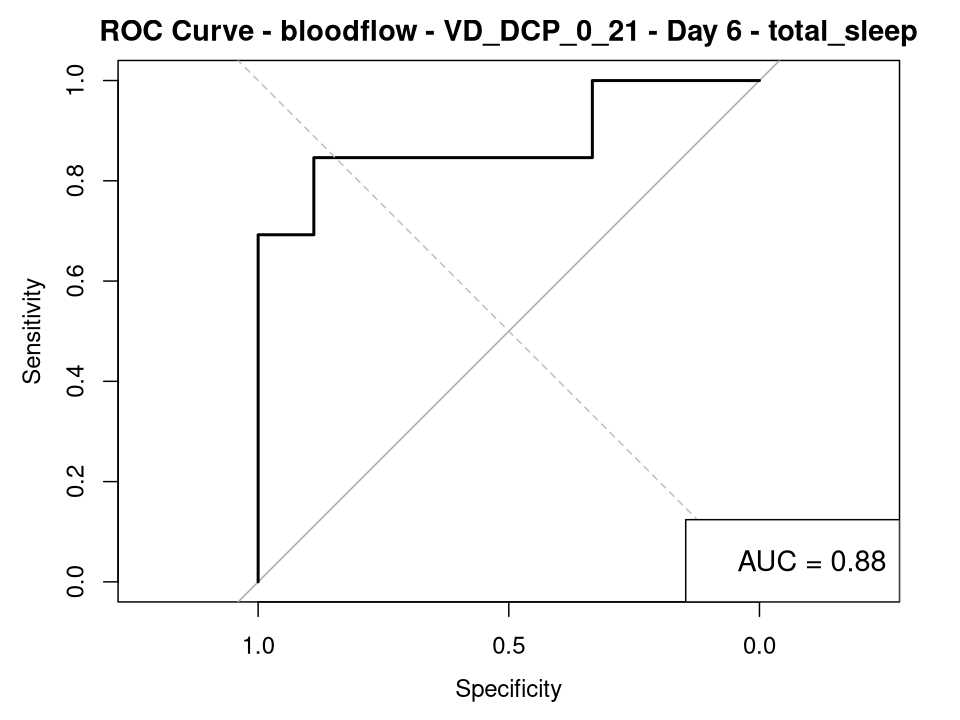 ROC Curve - bloodflow - VD_DCP_0_21 - Day 6 - total_sleep
1.0
0.8
0.6
0.4
0.2
0.0
Sensitivity
AUC = 0.88
1.0 0.5 0.0
Specificity